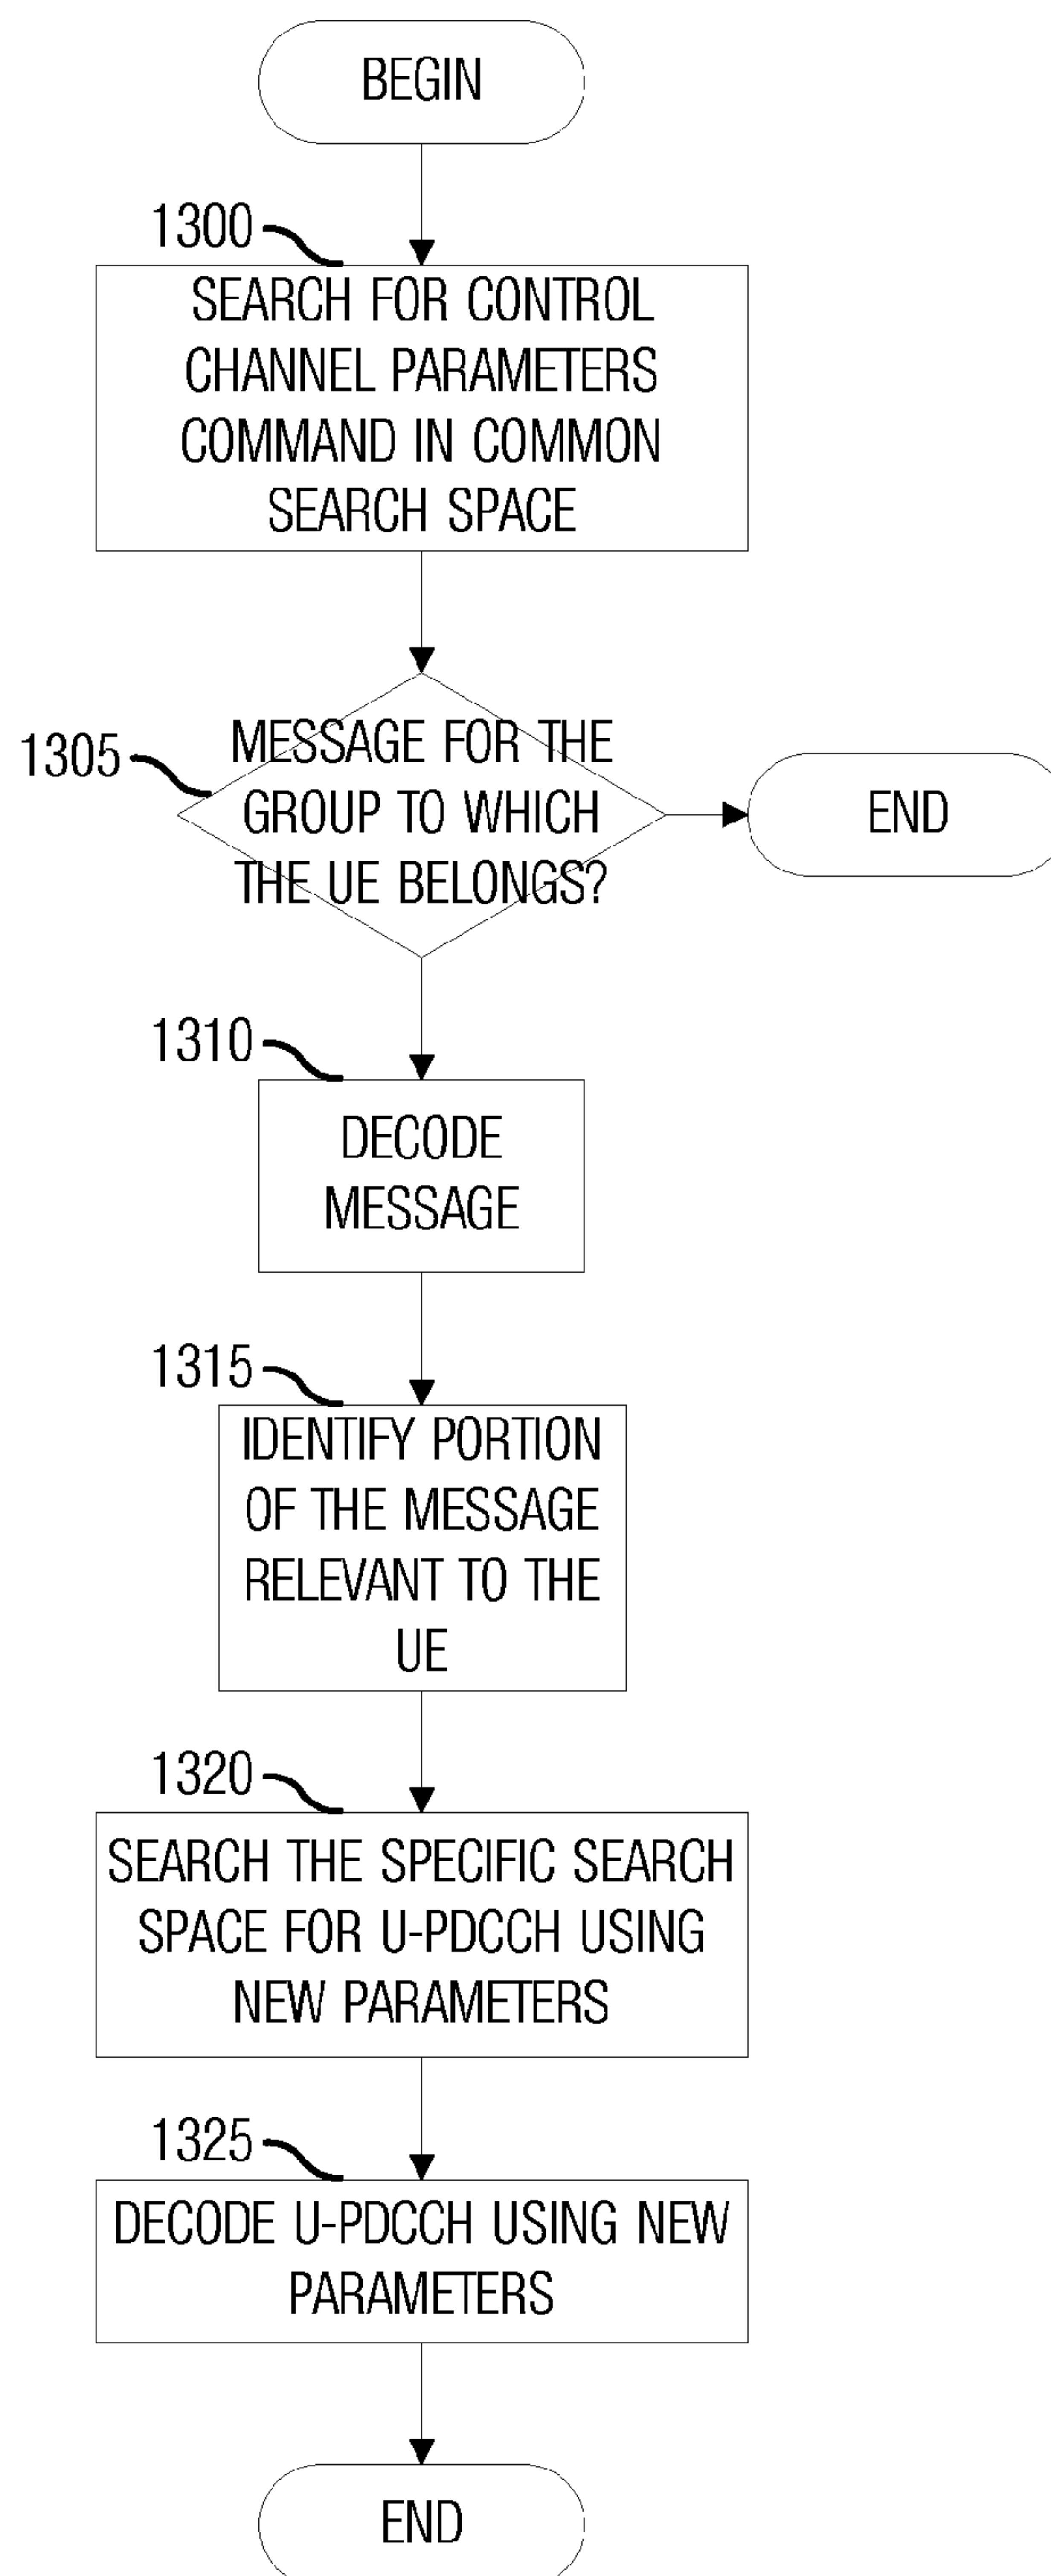 BEGIN
1300
SEARCH FOR CONTROL
CHANNEL PARAMETERS
COMMAND IN COMMON
SEARCH SPACE
1305
MESSAGE FOR THE
GROUP TO WHICH
THE UE BELONGS?
END
1310
DECODE
MESSAGE
1315
IDENTIFY PORTION
OF THE MESSAGE
RELEVANT TO THE
UE
1320
SEARCH THE SPECIFIC SEARCH
SPACE FOR U-PDCCH USING
NEW PARAMETERS
1325
DECODE U-PDCCH USING NEW
PARAMETERS
END